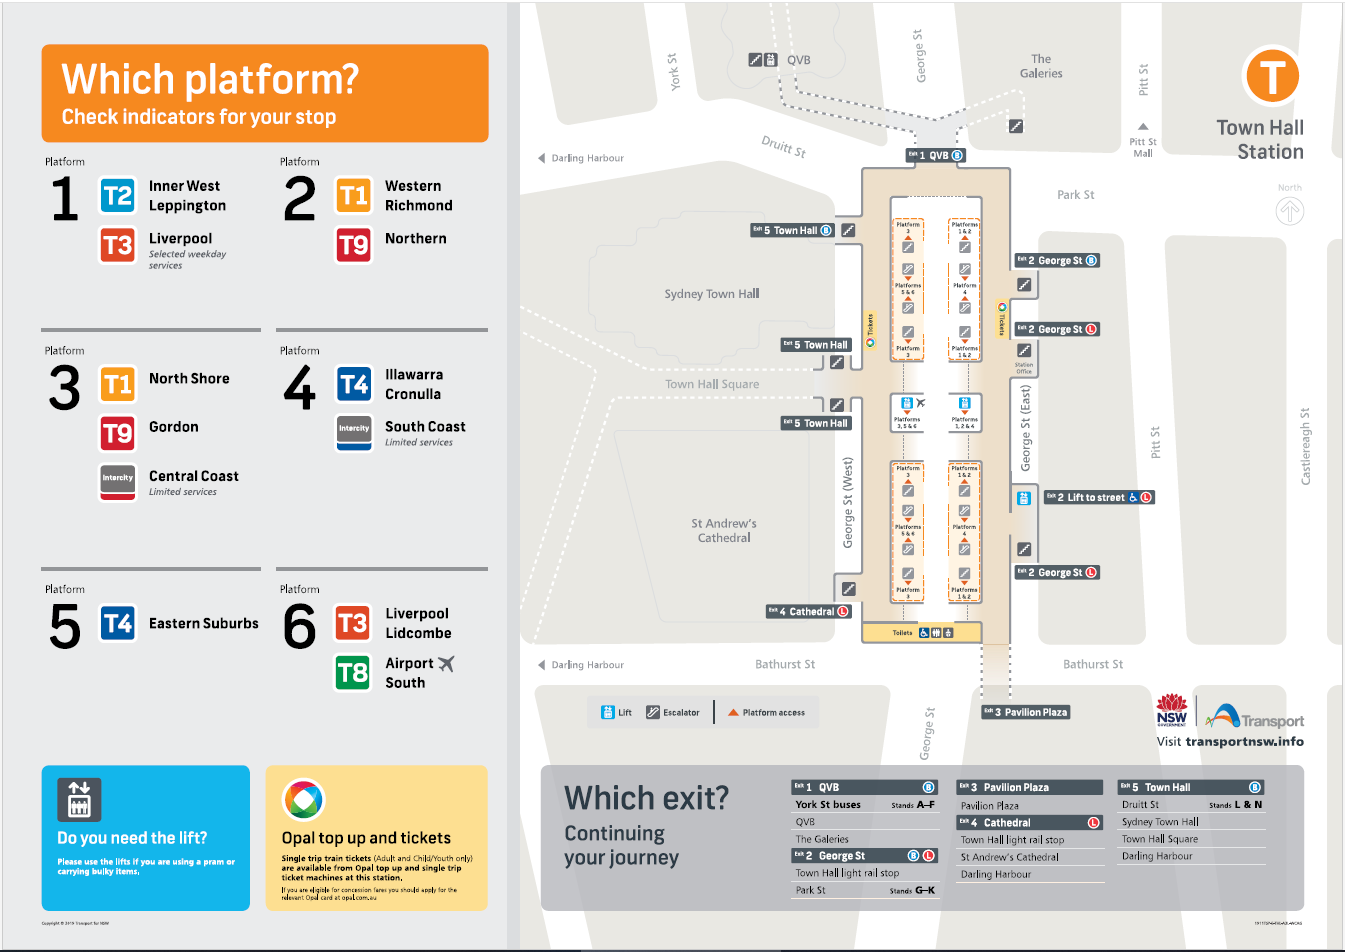 Which platform?
Check indicators for your stop
Platform
1
T2
Inner West
Leppington
T3
Liverpool
Selected weekday
services
Platform
2
T1
Western
Richmond
T9
Northern
Platform
3
T1
North Shore
T9
Gordon
Intercity
Central Coast
Limited services
Platform
4
T4
Illawarra
Cronulla
Intercity
South Coast
Limited services
Platform
5
T4
Eastern Suburbs
Platform
6
T3
Liverpool
Lidcombe
T8
Airport
South
Do you need the lift?
Please use the lifts if you are using a pram or
carrying bulky items.
Opal top up and tickets
Single trip train tickets (Adult and Child/Youth only)
are available from Opal top up and single trip
ticket machines at this station.
If you are eligible for concession fares you should apply for the
relevant Opal card at opal.com.au
Copyright © 2019 Transport for NSW
York St
QVB
George St
The
Galeries
Pitt St
T
Town Hall
Station
Pitt St
Mall
Darling Harbour
Druitt St
Exit 1 QVB B
Park St
North
Exit 5 Town Hall B
Platform
3
Platforms
1 & 2
Exit 2 George St B
Platforms
5 & 6
Platform
4
Sydney Town Hall
Tickets
Tickets
Exit 2 George St L
Exit 5 Town Hall
Platform
3
Platforms
1 & 2
Station
Office
Town Hall Square
Platforms
3, 5 & 6
Platforms
1, 2 & 4
George St (East)
Exit 5 Town Hall
Pitt St
Castlereagh St
Platform
3
Platforms
1 & 2
George St (West)
Exit 2 Lift to street L
St Andrew's
Cathedral
Platforms
5 & 6
Platform
4
Exit 2 George St L
Platform
3
Platforms
1 & 2
Exit 4 Cathedral L
Toilets
Darling Harbour
Bathurst St
Bathurst St
Lift
Escalator
Platform access
George St
Exit 3 Pavilion Plaza
NSW
GOVERNMENT
Transport
Visit transportnsw.info
Which exit?
Continuing
your journey
Exit 1 QVB B
York St buses Stands A–F
QVB
The Galeries
Exit 2 George St B L
Town Hall light rail stop
Park St Stands G–K
Exit 3 Pavilion Plaza
Pavilion Plaza
Exit 4 Cathedral L
Town Hall light rail stop
St Andrew's Cathedral
Darling Harbour
Exit 5 Town Hall B
Druitt St Stands L & N
Sydney Town Hall
Town Hall Square
Darling Harbour